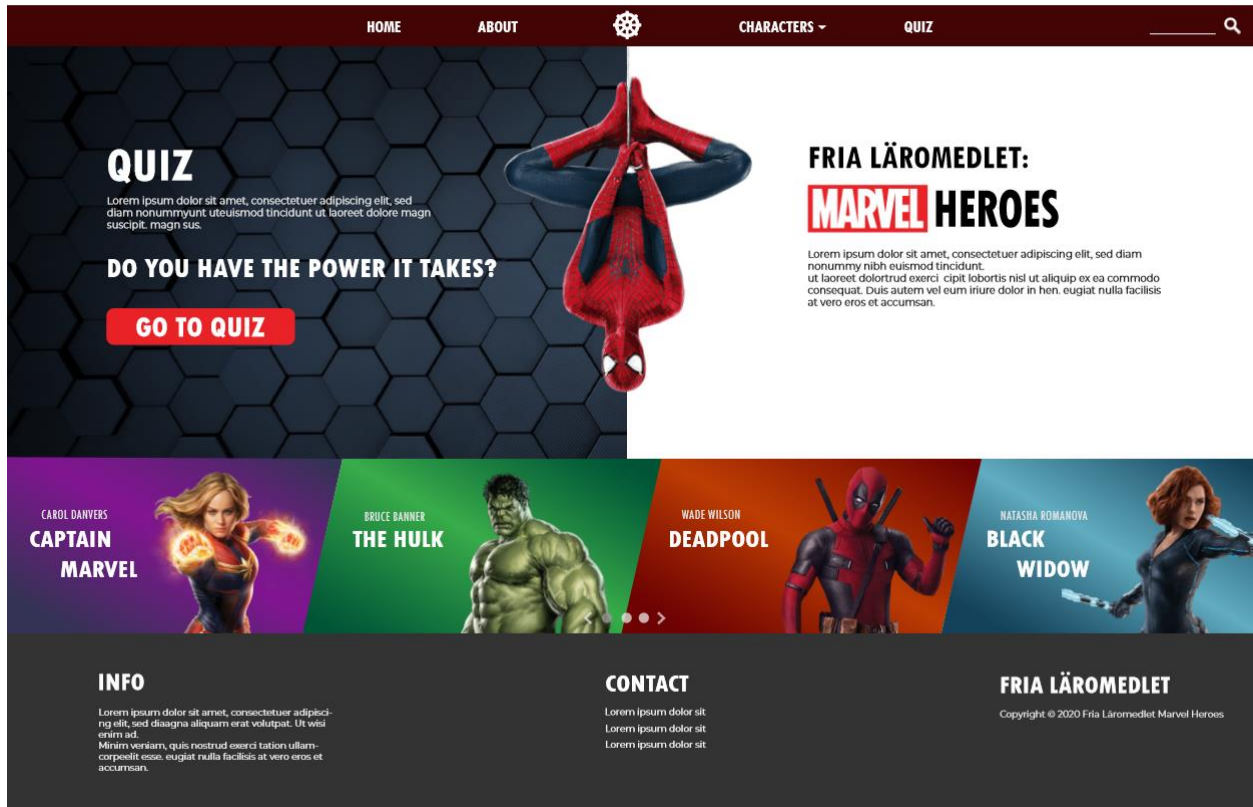 HOME ABOUT CHARACTERS QUIZ
QUIZ
Lorem ipsum dolor sit amet, consectetuer adipiscing elit, sed
diam nonummyunt uteuismod tincidunt ut laoreet dolore magn
suscipit. magn sus.
DO YOU HAVE THE POWER IT TAKES?
GO TO QUIZ
FRIA LÄROMEDLET:
MARVEL HEROES
Lorem ipsum dolor sit amet, consectetuer adipiscing elit, sed diam
nonummy nibh euismod tincidunt.
ut laoreet dolortrud exerci cipit lobortis nisl ut aliquip ex ea commodo
consequat. Duis autem vel eum iriure dolor in hen. eugiat nulla facilisis
at vero eros et accumsan.
CAROL DANVERS
CAPTAIN
MARVEL
BRUCE BANNER
THE HULK
WADE WILSON
DEADPOOL
NATASHA ROMANOVA
BLACK
WIDOW
INFO
Lorem ipsum dolor sit amet, consectetuer adipisci-
ng elit, sed diaagna aliquam erat volutpat. Ut wisi
enim ad.
Minim veniam, quis nostrud exerci tation ullam-
corpeelit esse. eugiat nulla facilisis at vero eros et
accumsan.
CONTACT
Lorem ipsum dolor sit
Lorem ipsum dolor sit
Lorem ipsum dolor sit
FRIA LÄROMEDLET
Copyright © 2020 Fria Läromedlet Marvel Heroes